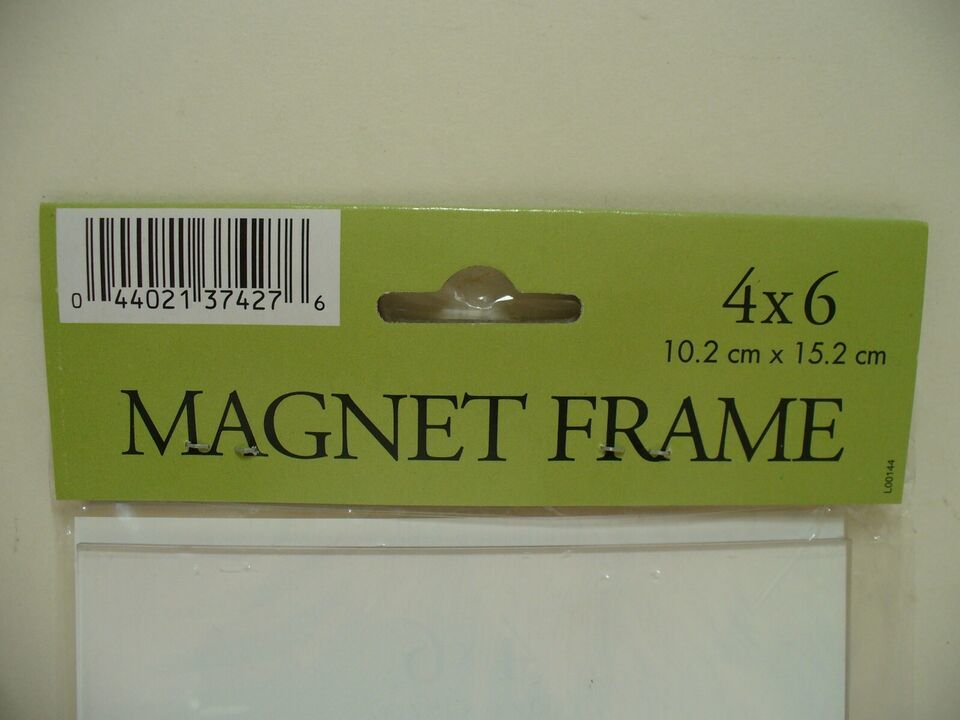 0 44021 37427 6
4x6
10.2 cm x 15.2 cm
MAGNET FRAME
L00144